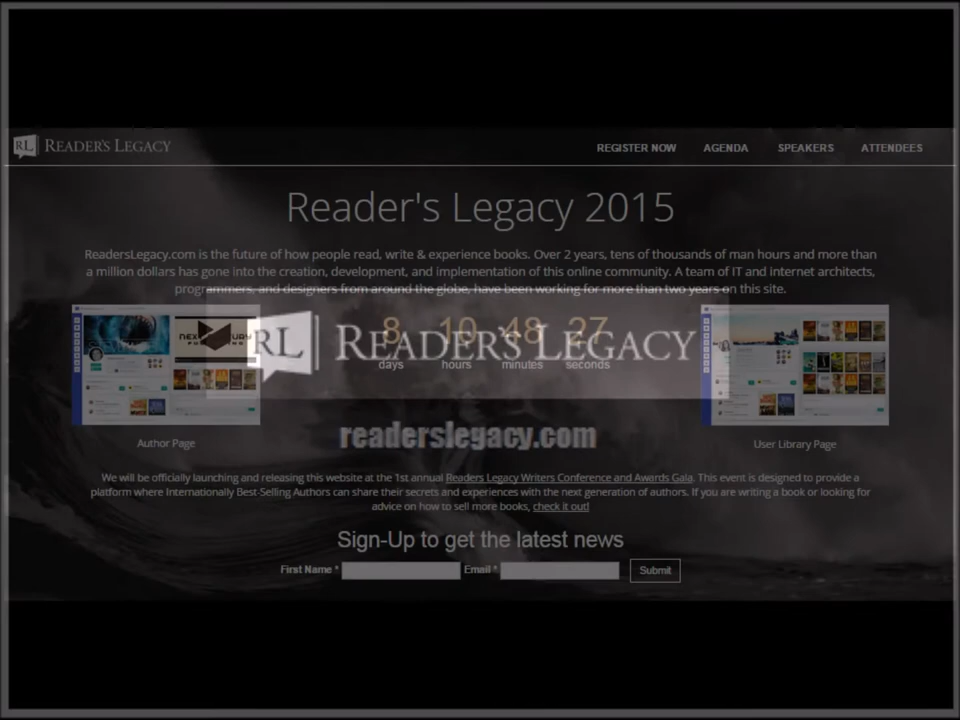 RL READER'S LEGACY
REGISTER NOW AGENDA SPEAKERS ATTENDEES
Reader's Legacy 2015
ReadersLegacy.com is the future of how people read, write & experience books. Over 2 years, tens of thousands of man hours and more than
a million dollars has gone into the creation, development, and implementation of this online community. A team of IT and internet architects,
programmers, and designers from around the globe, have been working for more than two years on this site.
8 10 48 27
days hours minutes seconds
RL READER'S LEGACY
readerslegacy.com
Author Page
User Library Page
We will be officially launching and releasing this website at the 1st annual Readers Legacy Writers Conference and Awards Gala. This event is designed to provide a
platform where Internationally Best-Selling Authors can share their secrets and experiences with the next generation of authors. If you are writing a book or looking for
advice on how to sell more books, check it out!
Sign-Up to get the latest news
First Name * Email * Submit